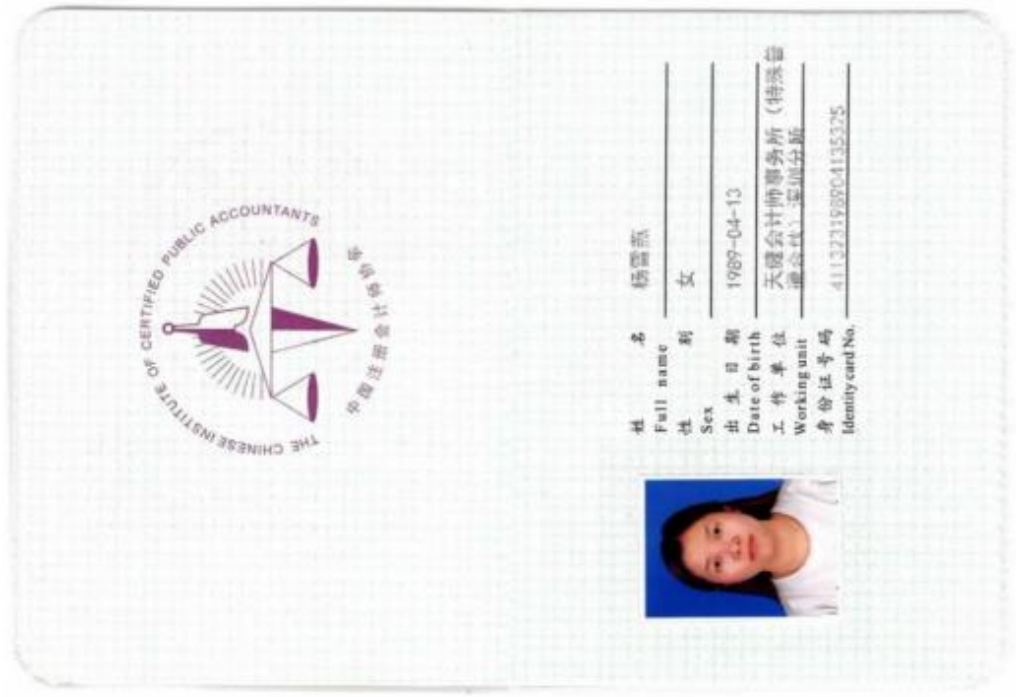 THE CHINESE INSTITUTE OF CERTIFIED PUBLIC ACCOUNTANTS
中国注册会计师协会
姓 名 杨雪燕
Full name
性 别 女
Sex
出 生 日 期 1989-04-13
Date of birth
工 作 单 位 天健会计师事务所（特殊普
Working unit 通合伙）深圳分所
身 份 证 号 码 411323198904135325
Identity card No.